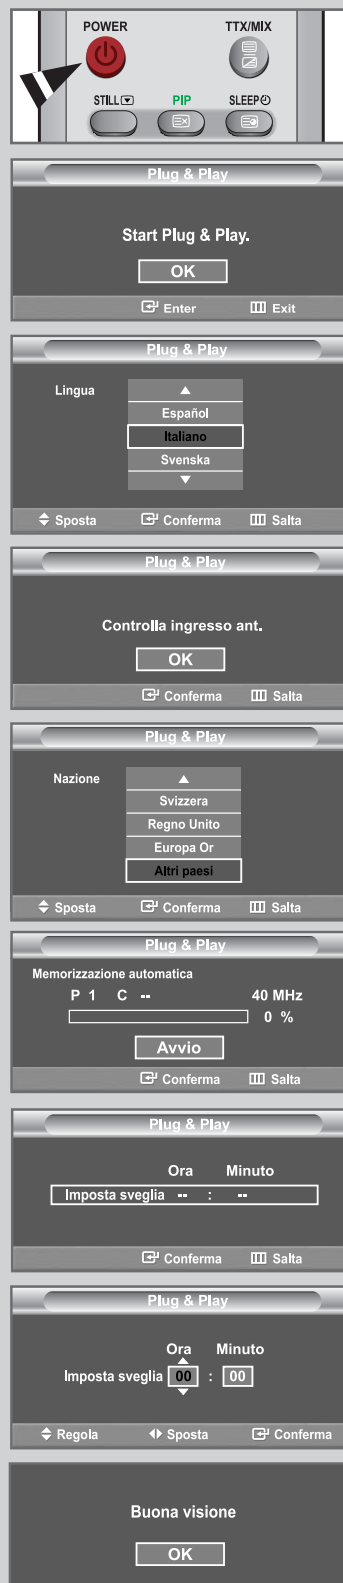 POWER TTX/MIX
STILL PIP SLEEP
Plug & Play
Start Plug & Play.
OK
Enter Exit
Plug & Play
Lingua
Español
Italiano
Svenska
Sposta Conferma Salta
Plug & Play
Controlla ingresso ant.
OK
Conferma Salta
Plug & Play
Nazione
Svizzera
Regno Unito
Europa Or
Altri paesi
Sposta Conferma Salta
Plug & Play
Memorizzazione automatica
P 1 C -- 40 MHz
0 %
Avvio
Conferma Salta
Plug & Play
Ora Minuto
Imposta sveglia -- : --
Conferma Salta
Plug & Play
Ora Minuto
Imposta sveglia 00 : 00
Regola Sposta Conferma
Buona visione
OK